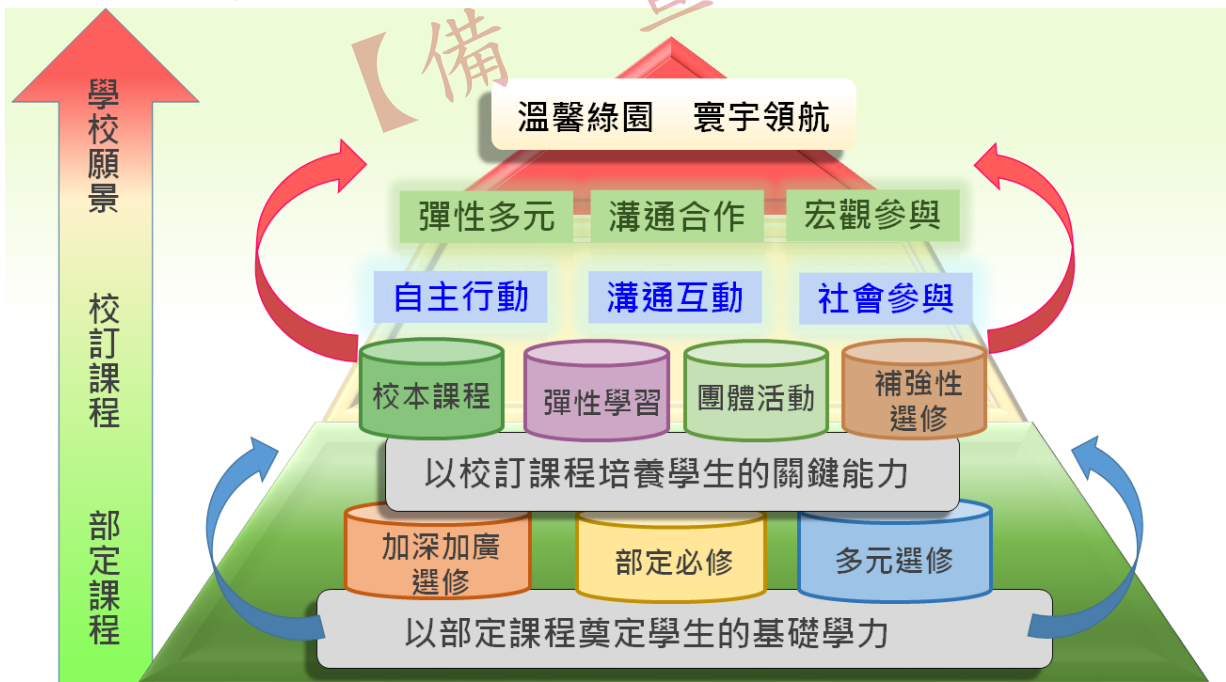 【備
學校願景
校訂課程
部定課程
溫馨綠園 寰宇領航
彈性多元
溝通合作
宏觀參與
自主行動
溝通互動
社會參與
校本課程
彈性學習
團體活動
補強性
選修
以校訂課程培養學生的關鍵能力
加深加廣
選修
部定必修
多元選修
以部定課程奠定學生的基礎學力